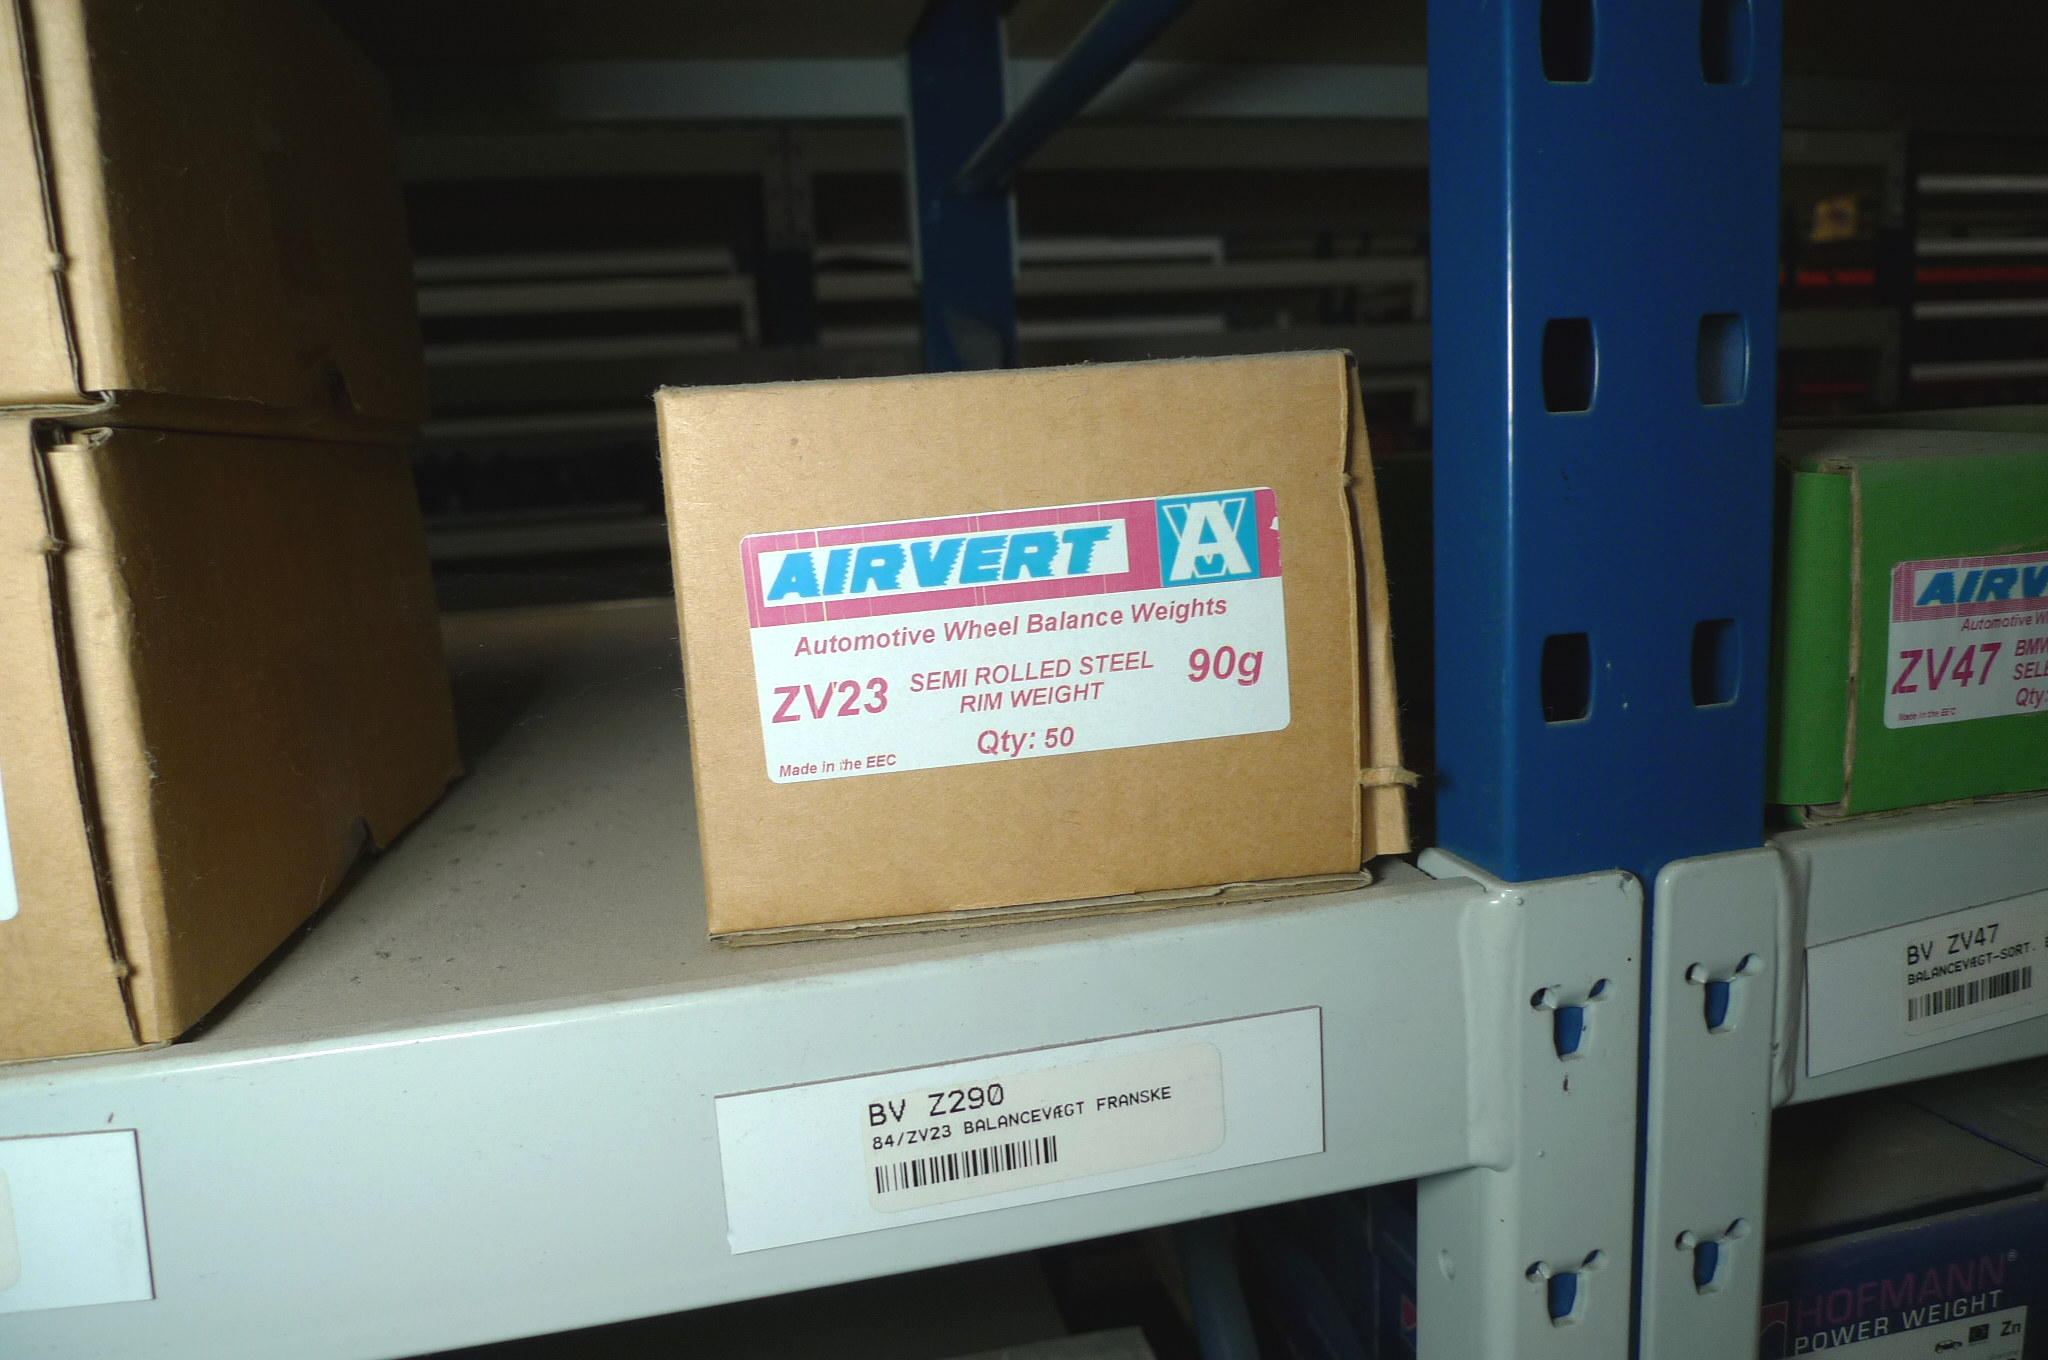 AIRVERT
Automotive Wheel Balance Weights
ZV23 SEMI ROLLED STEEL 90g
RIM WEIGHT
Qty: 50
Made in the EEC
AIRV
Automotive
ZV47 BMW
Qty:
Made in the EEC
BV Z290
84/ZV23 BALANCEVÆGT FRANSKE
BV ZV47
BALANCEVÆGT-SORT.
HOFMANN®
POWER WEIGHT
Zn